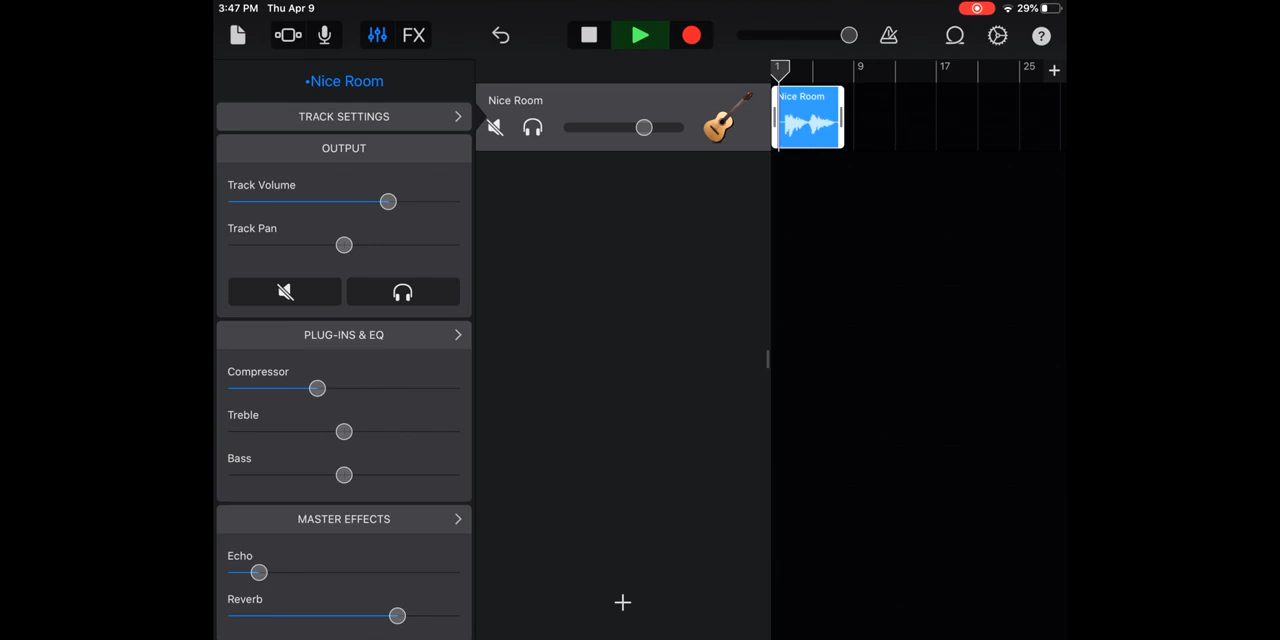 3:47 PM Thu Apr 9
29%
FX
?
•Nice Room
TRACK SETTINGS
OUTPUT
Track Volume
Track Pan
PLUG-INS & EQ
Compressor
Treble
Bass
MASTER EFFECTS
Echo
Reverb
Nice Room
1 9 17 25 +
Nice Room
+